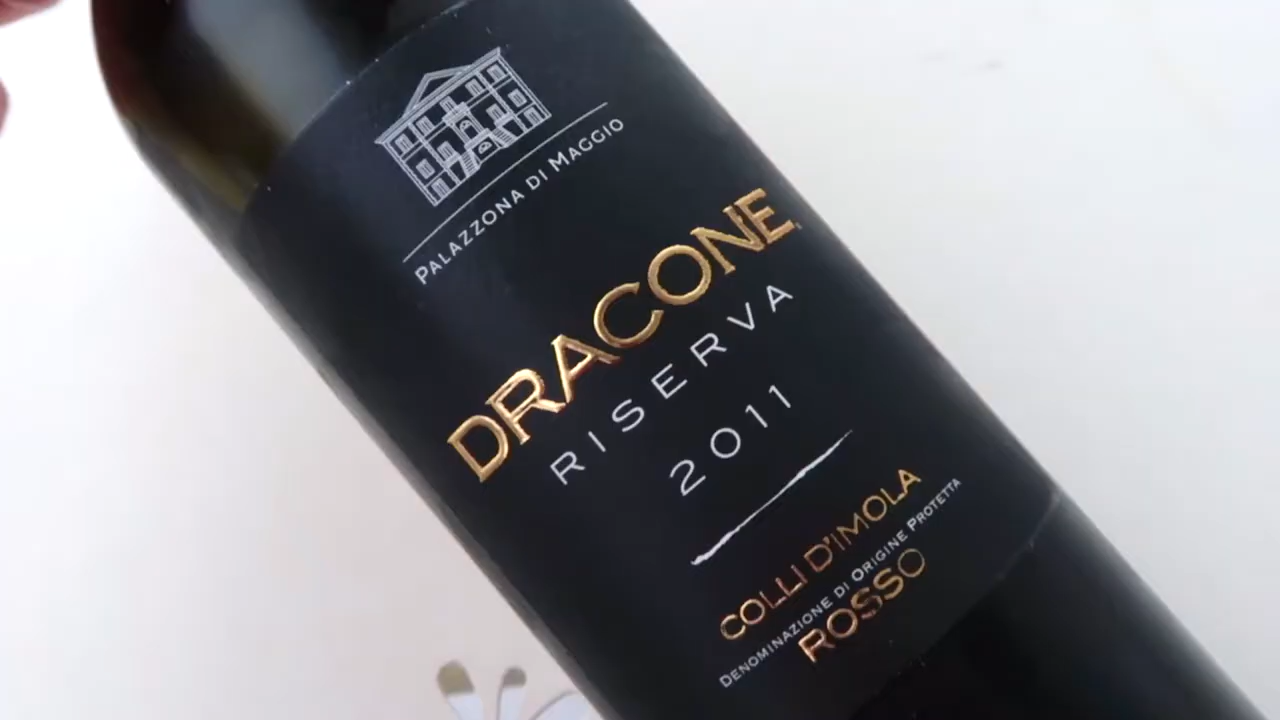 PALAZZONA DI MAGGIO
DRACONE
RISERVA
2011
COLLI D'IMOLA
DENOMINAZIONE DI ORIGINE PROTETTA
ROSSO